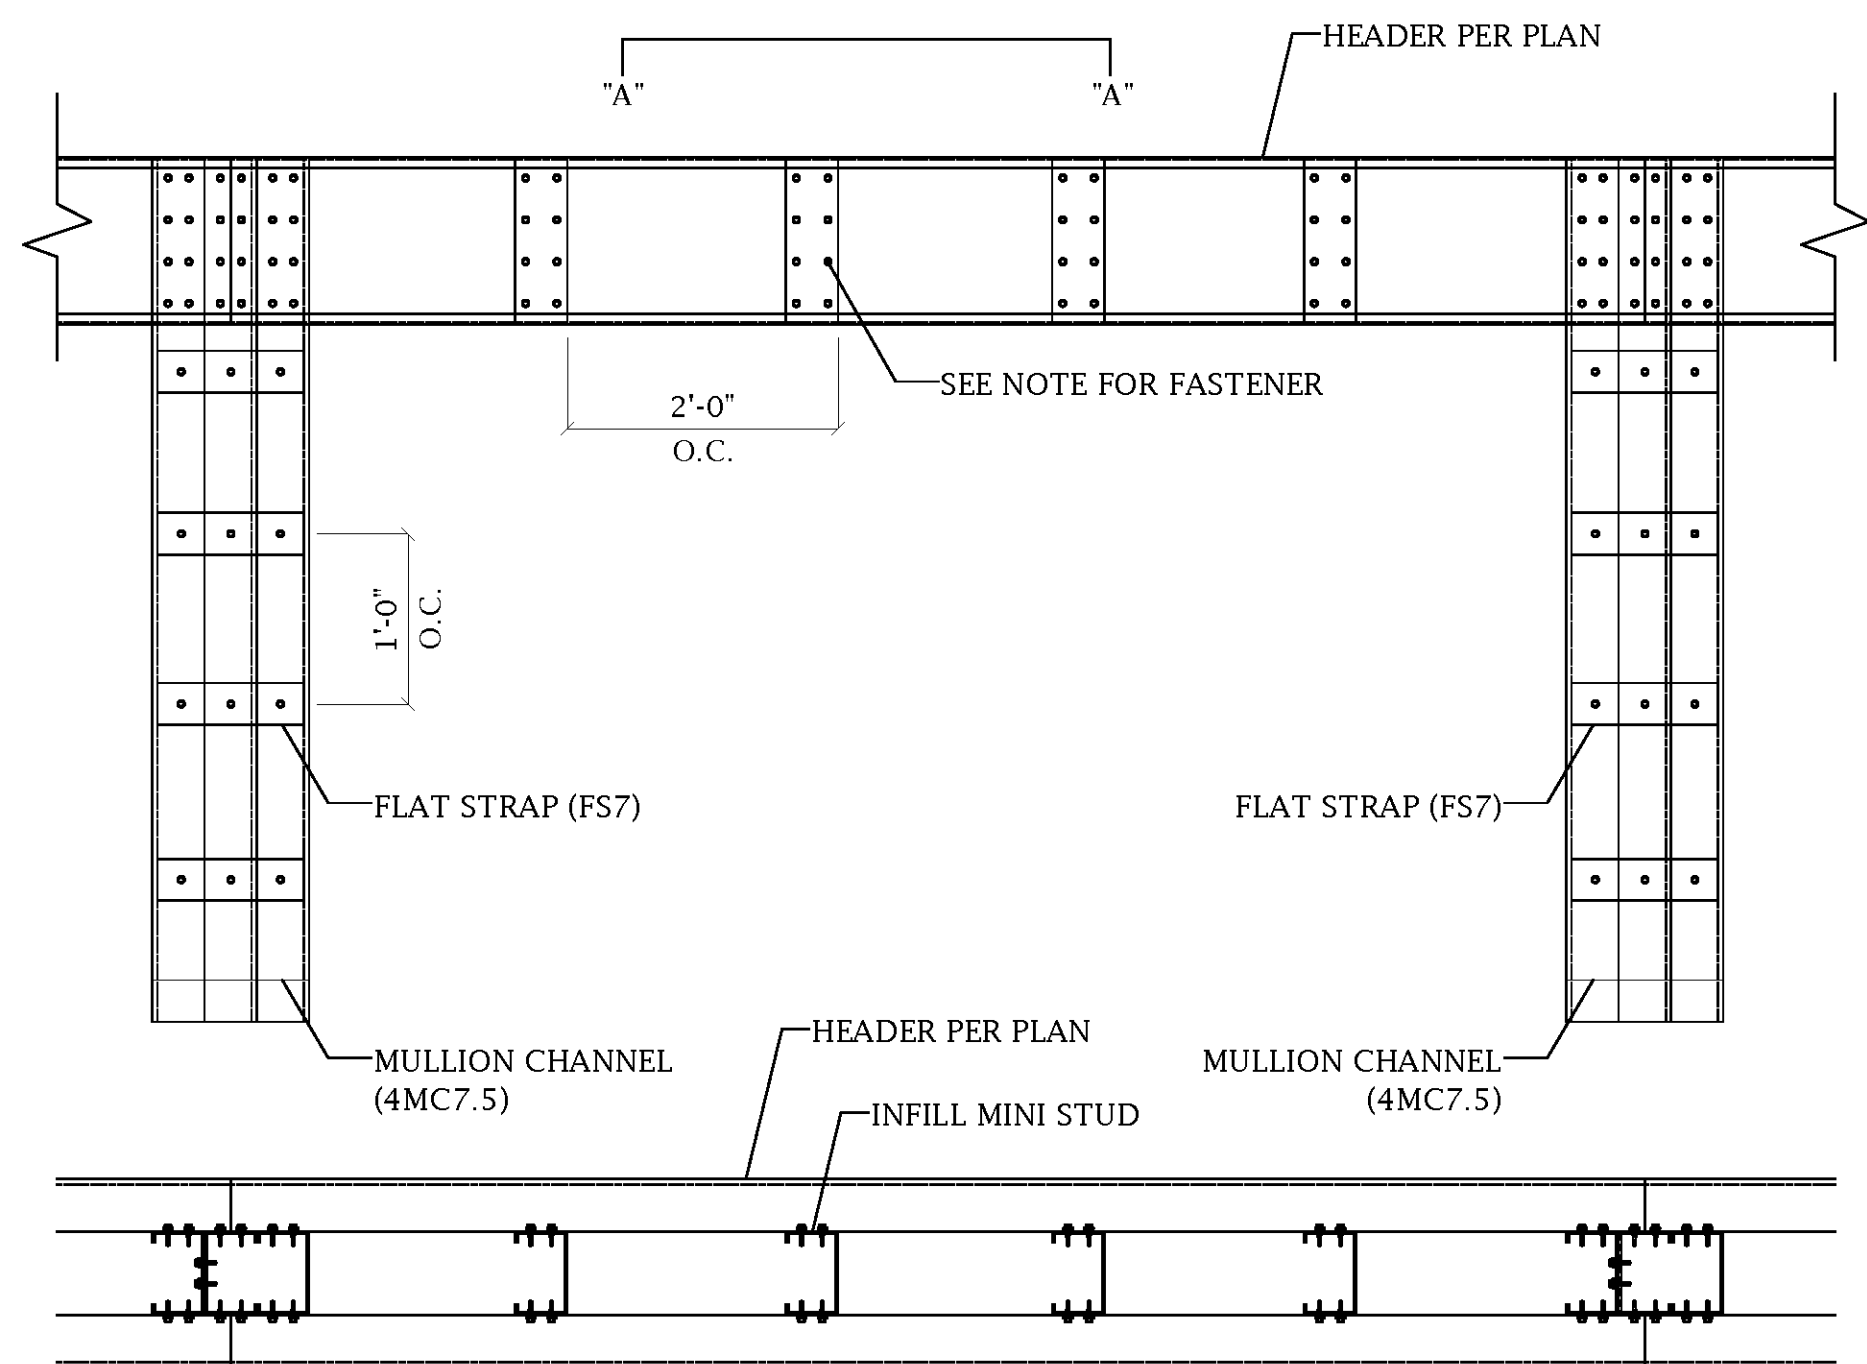 HEADER PER PLAN
"A" "A"
SEE NOTE FOR FASTENER
2'-0"
O.C.
1'-0"
O.C.
FLAT STRAP (FS7)
FLAT STRAP (FS7)
HEADER PER PLAN
MULLION CHANNEL
(4MC7.5)
MULLION CHANNEL
(4MC7.5)
INFILL MINI STUD